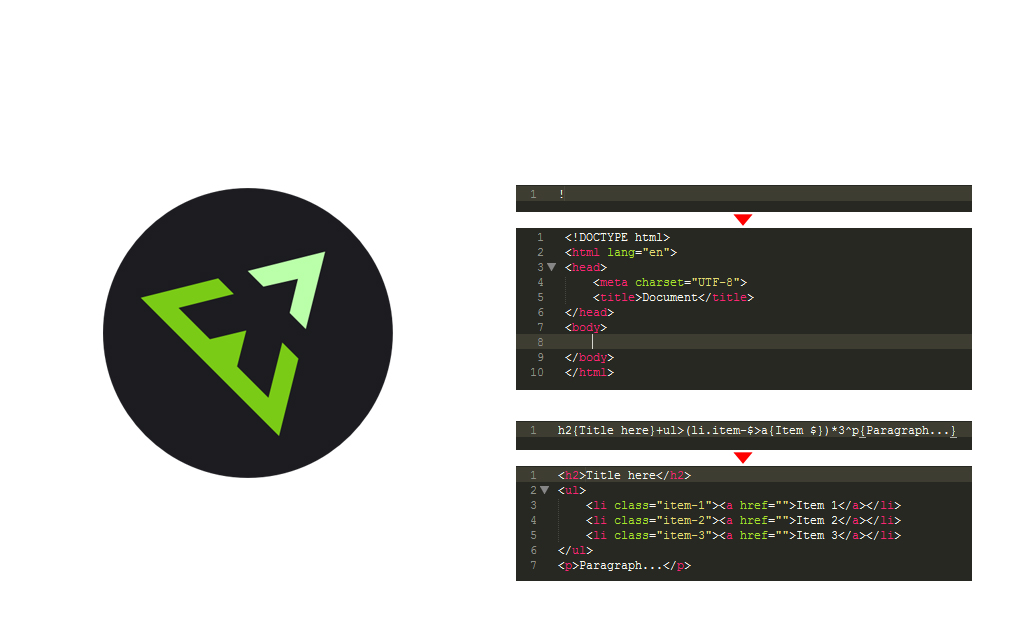 1 !
1 <!DOCTYPE html>
2 <html lang="en">
3 <head>
4 <meta charset="UTF-8">
5 <title>Document</title>
6 </head>
7 <body>
8
9 </body>
10 </html>
1 h2{Title here}+ul>(li.item-$>a{Item $})*3^p{Paragraph...}
1 <h2>Title here</h2>
2 <ul>
3 <li class="item-1"><a href="">Item 1</a></li>
4 <li class="item-2"><a href="">Item 2</a></li>
5 <li class="item-3"><a href="">Item 3</a></li>
6 </ul>
7 <p>Paragraph...</p>